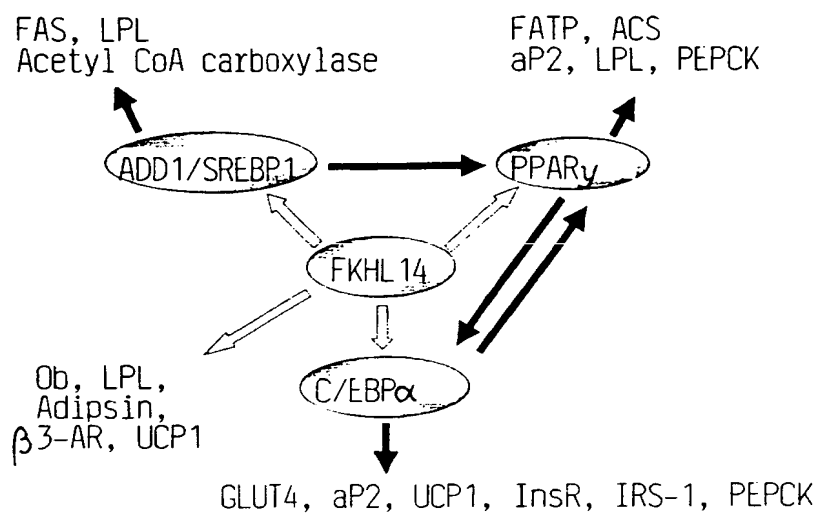 FAS, LPL
Acetyl CoA carboxylase
FATP, ACS
aP2, LPL, PEPCK
ADD1/SREBP1
PPARγ
FKHL14
C/EBPα
Ob, LPL,
Adipsin,
β3-AR, UCP1
GLUT4, aP2, UCP1, InsR, IRS-1, PEPCK